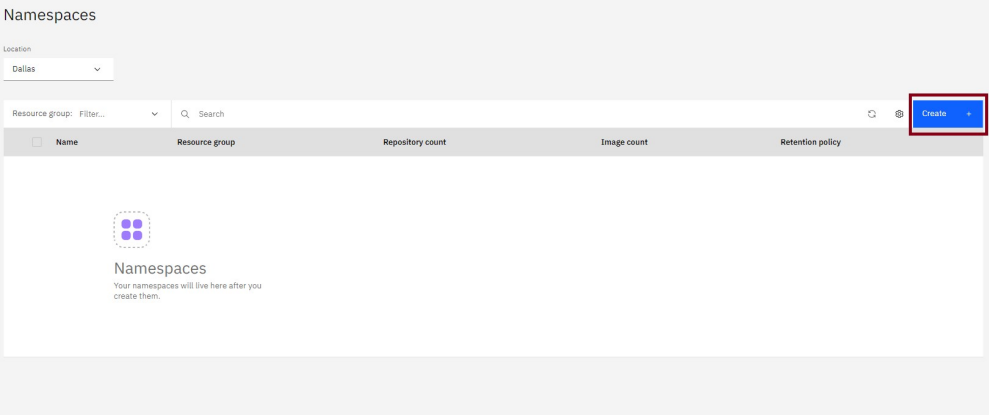 Namespaces
Location
Dallas
Resource group: Filter...
Search
Create +
Name Resource group Repository count Image count Retention policy
Namespaces
Your namespaces will live here after you
create them.